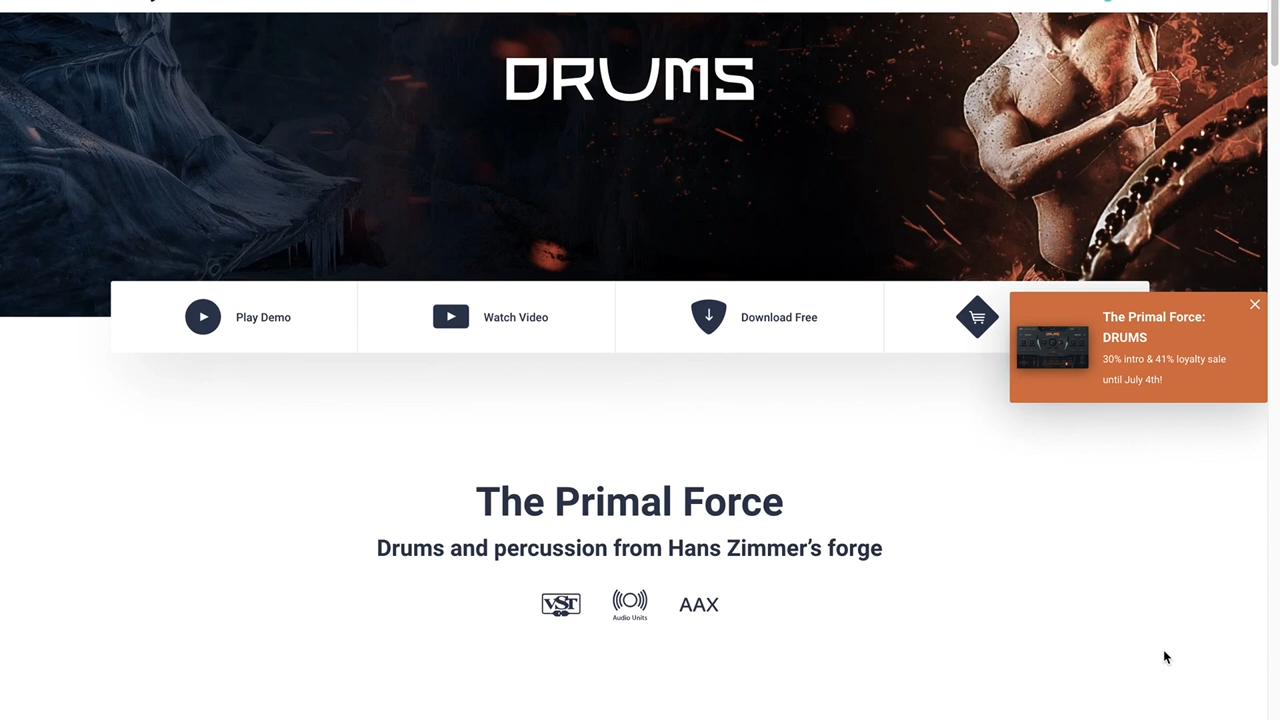 DRUMS
Play Demo
Watch Video
Download Free
The Primal Force:
DRUMS
30% intro & 41% loyalty sale
until July 4th!
The Primal Force
Drums and percussion from Hans Zimmer’s forge
VST
Audio Units
AAX